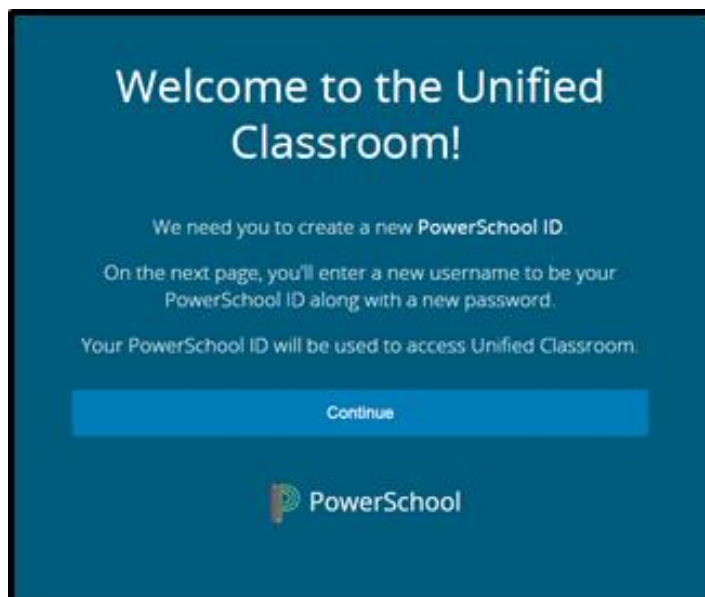 Welcome to the Unified
Classroom!
We need you to create a new PowerSchool ID.
On the next page, you'll enter a new username to be your
PowerSchool ID along with a new password.
Your PowerSchool ID will be used to access Unified Classroom.
Continue
PowerSchool